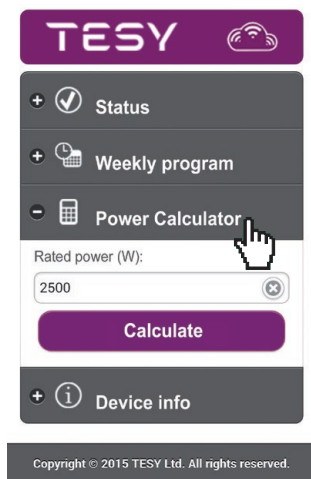 TESY
Status
Weekly program
Power Calculator
Rated power (W):
2500
Calculate
Device info
Copyright © 2015 TESY Ltd. All rights reserved.